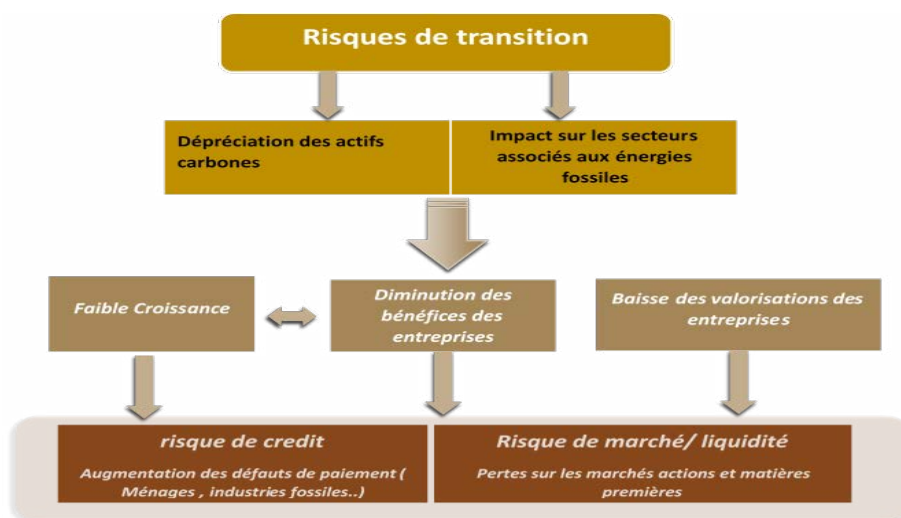 Risques de transition
Dépréciation des actifs
carbones
Impact sur les secteurs
associés aux énergies
fossiles
Faible Croissance
Diminution des
bénéfices des
entreprises
Baisse des valorisations des
entreprises
risque de credit
Augmentation des défauts de paiement (
Ménages , industries fossiles..)
Risque de marché/ liquidité
Pertes sur les marchés actions et matières
premières